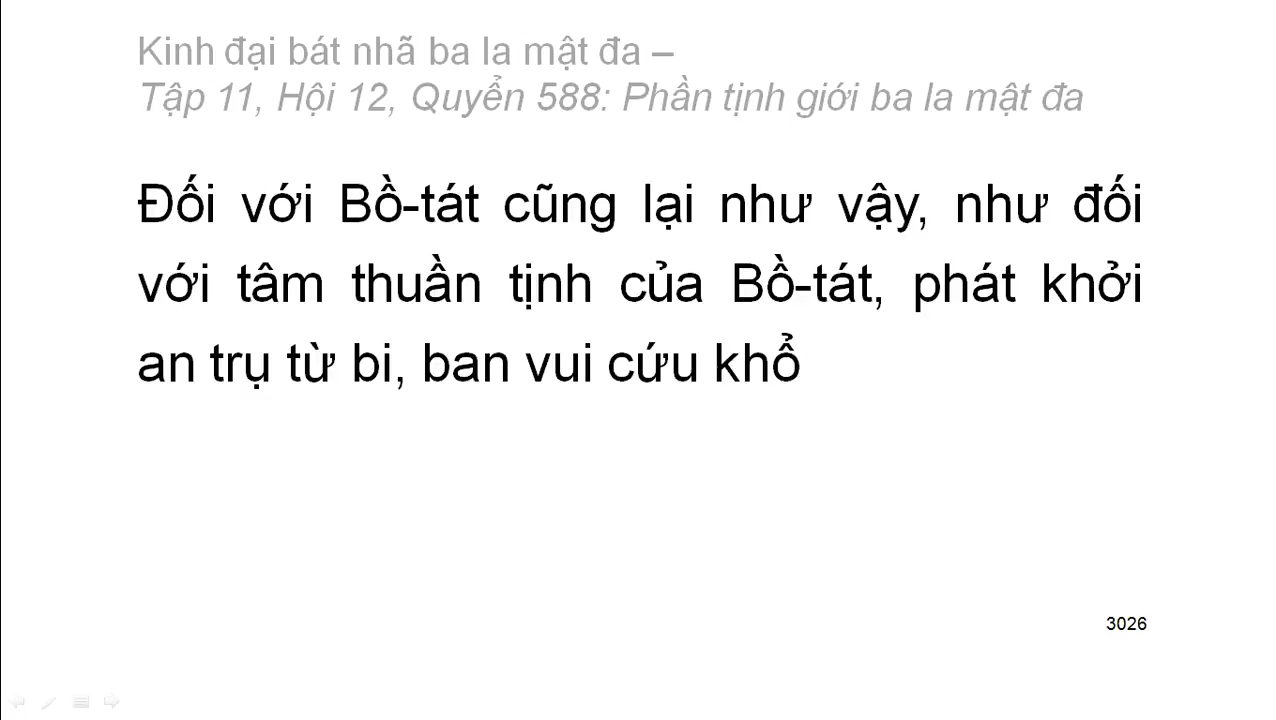 Kinh đại bát nhã ba la mật đa –
Tập 11, Hội 12, Quyển 588: Phần tịnh giới ba la mật đa
Đối với Bồ-tát cũng lại như vậy, như đối
với tâm thuần tịnh của Bồ-tát, phát khởi
an trụ từ bi, ban vui cứu khổ
3026